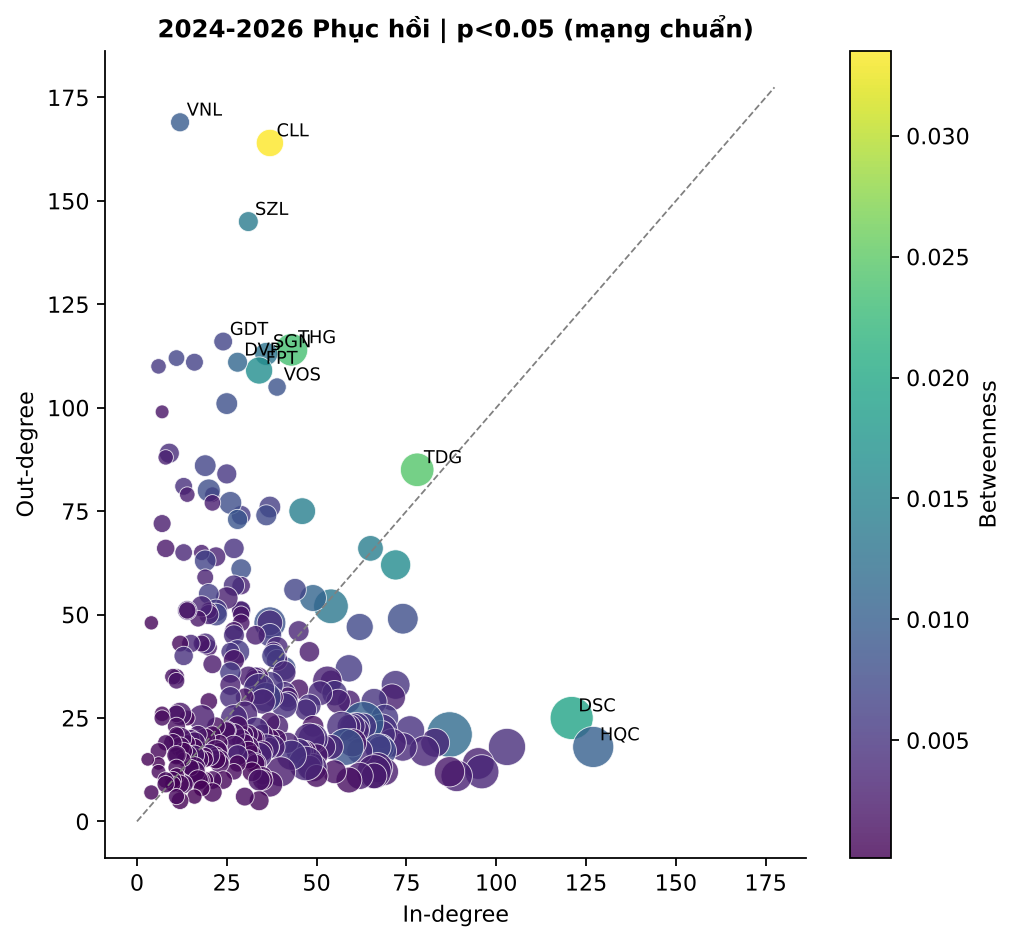 2024-2026 Phục hồi | p<0.05 (mạng chuẩn)
175
150
125
100
75
50
25
0
Out-degree
VNL
CLL
SZL
GDT
THG
SGN
DVP
FPT
VOS
TDG
DSC
HQC
0 25 50 75 100 125 150 175
In-degree
0.030
0.025
0.020
0.015
0.010
0.005
Betweenness